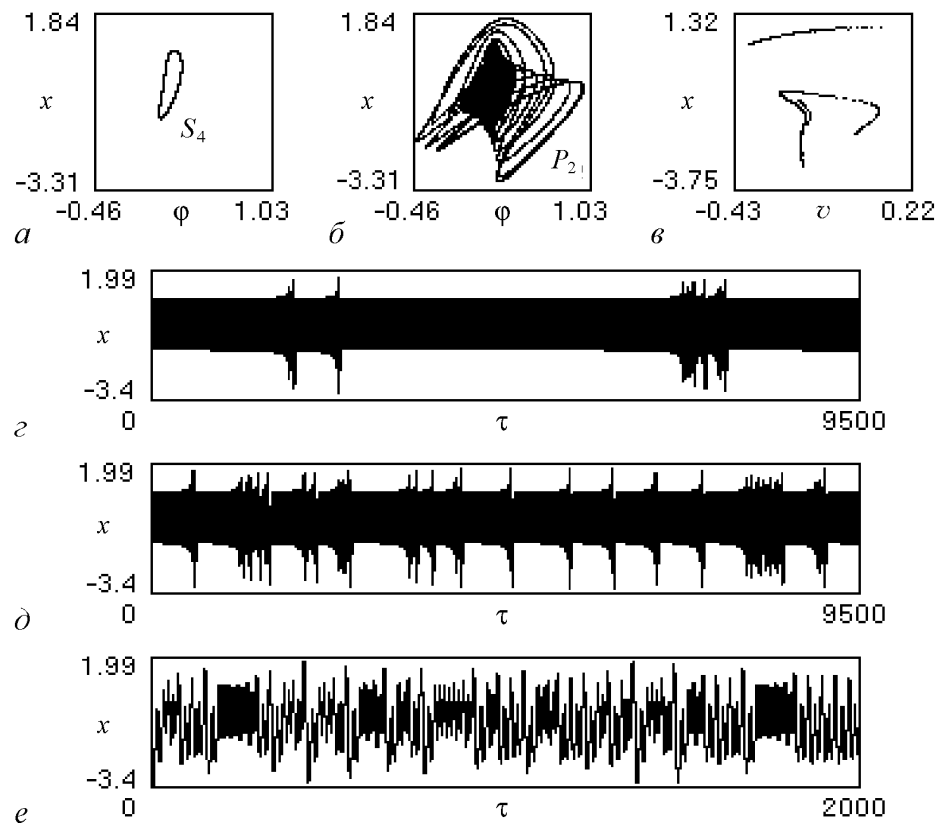 1.84
x
S4
-3.31
-0.46 φ 1.03
а
1.84
x
P2
-3.31
-0.46 φ 1.03
б
1.32
x
-3.75
-0.43 v 0.22
в
1.99
x
-3.4
0 τ 9500
г
1.99
x
-3.4
0 τ 9500
д
1.99
x
-3.4
0 τ 2000
е